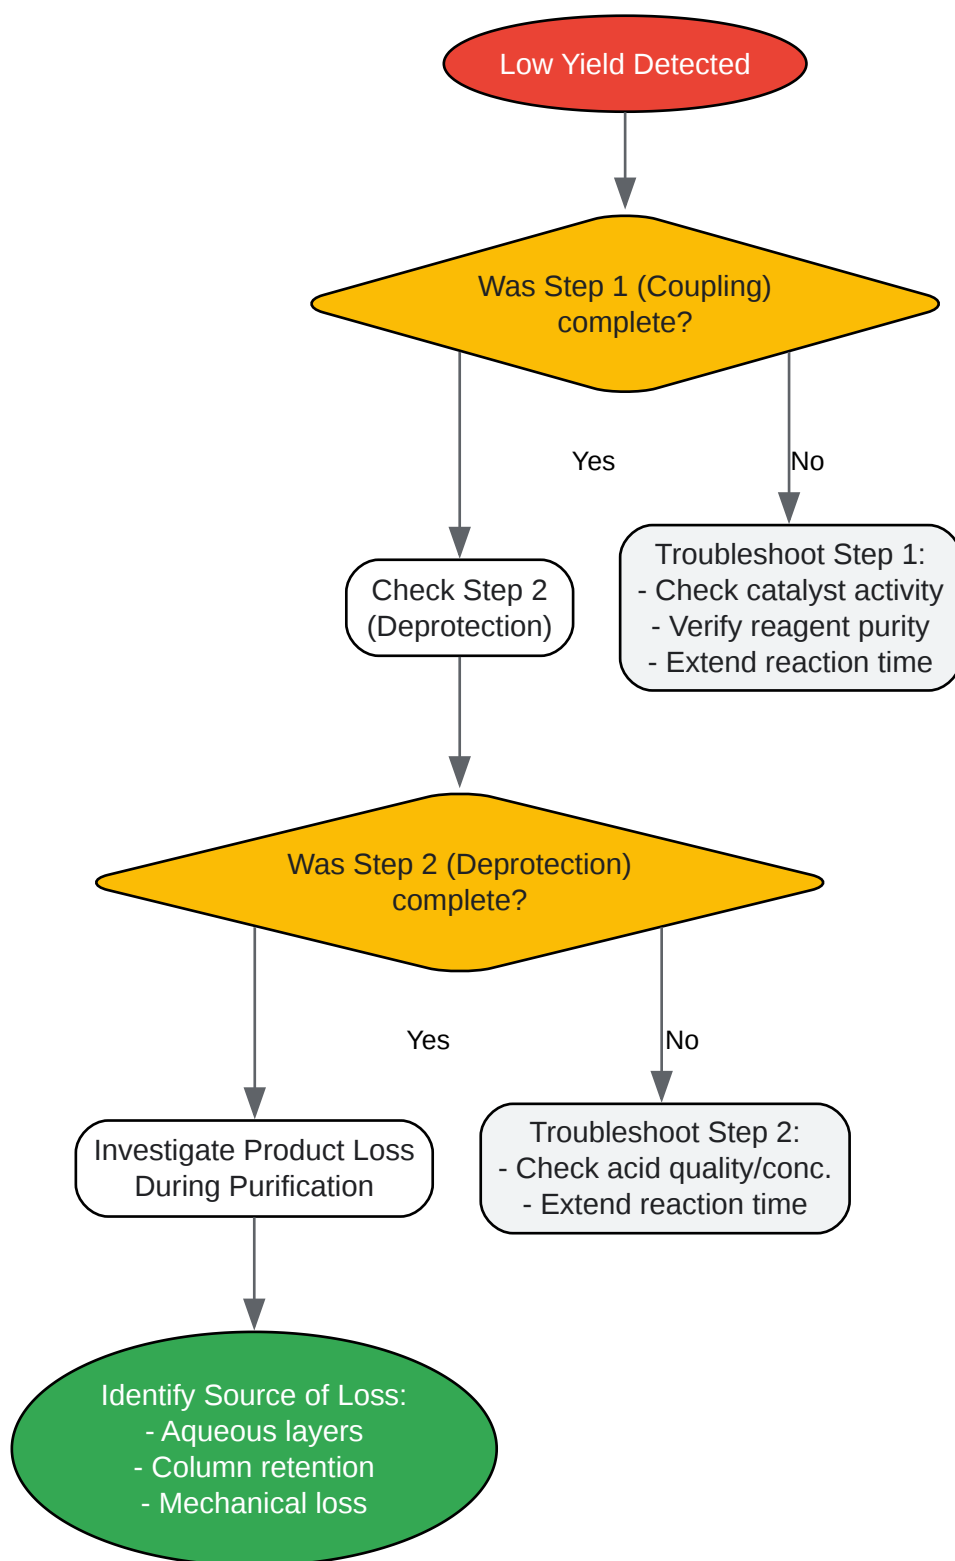 Low Yield Detected
Was Step 1 (Coupling)
complete?
Yes
No
Check Step 2
(Deprotection)
Troubleshoot Step 1:
- Check catalyst activity
- Verify reagent purity
- Extend reaction time
Was Step 2 (Deprotection)
complete?
Yes
No
Investigate Product Loss
During Purification
Troubleshoot Step 2:
- Check acid quality/conc.
- Extend reaction time
Identify Source of Loss:
- Aqueous layers
- Column retention
- Mechanical loss